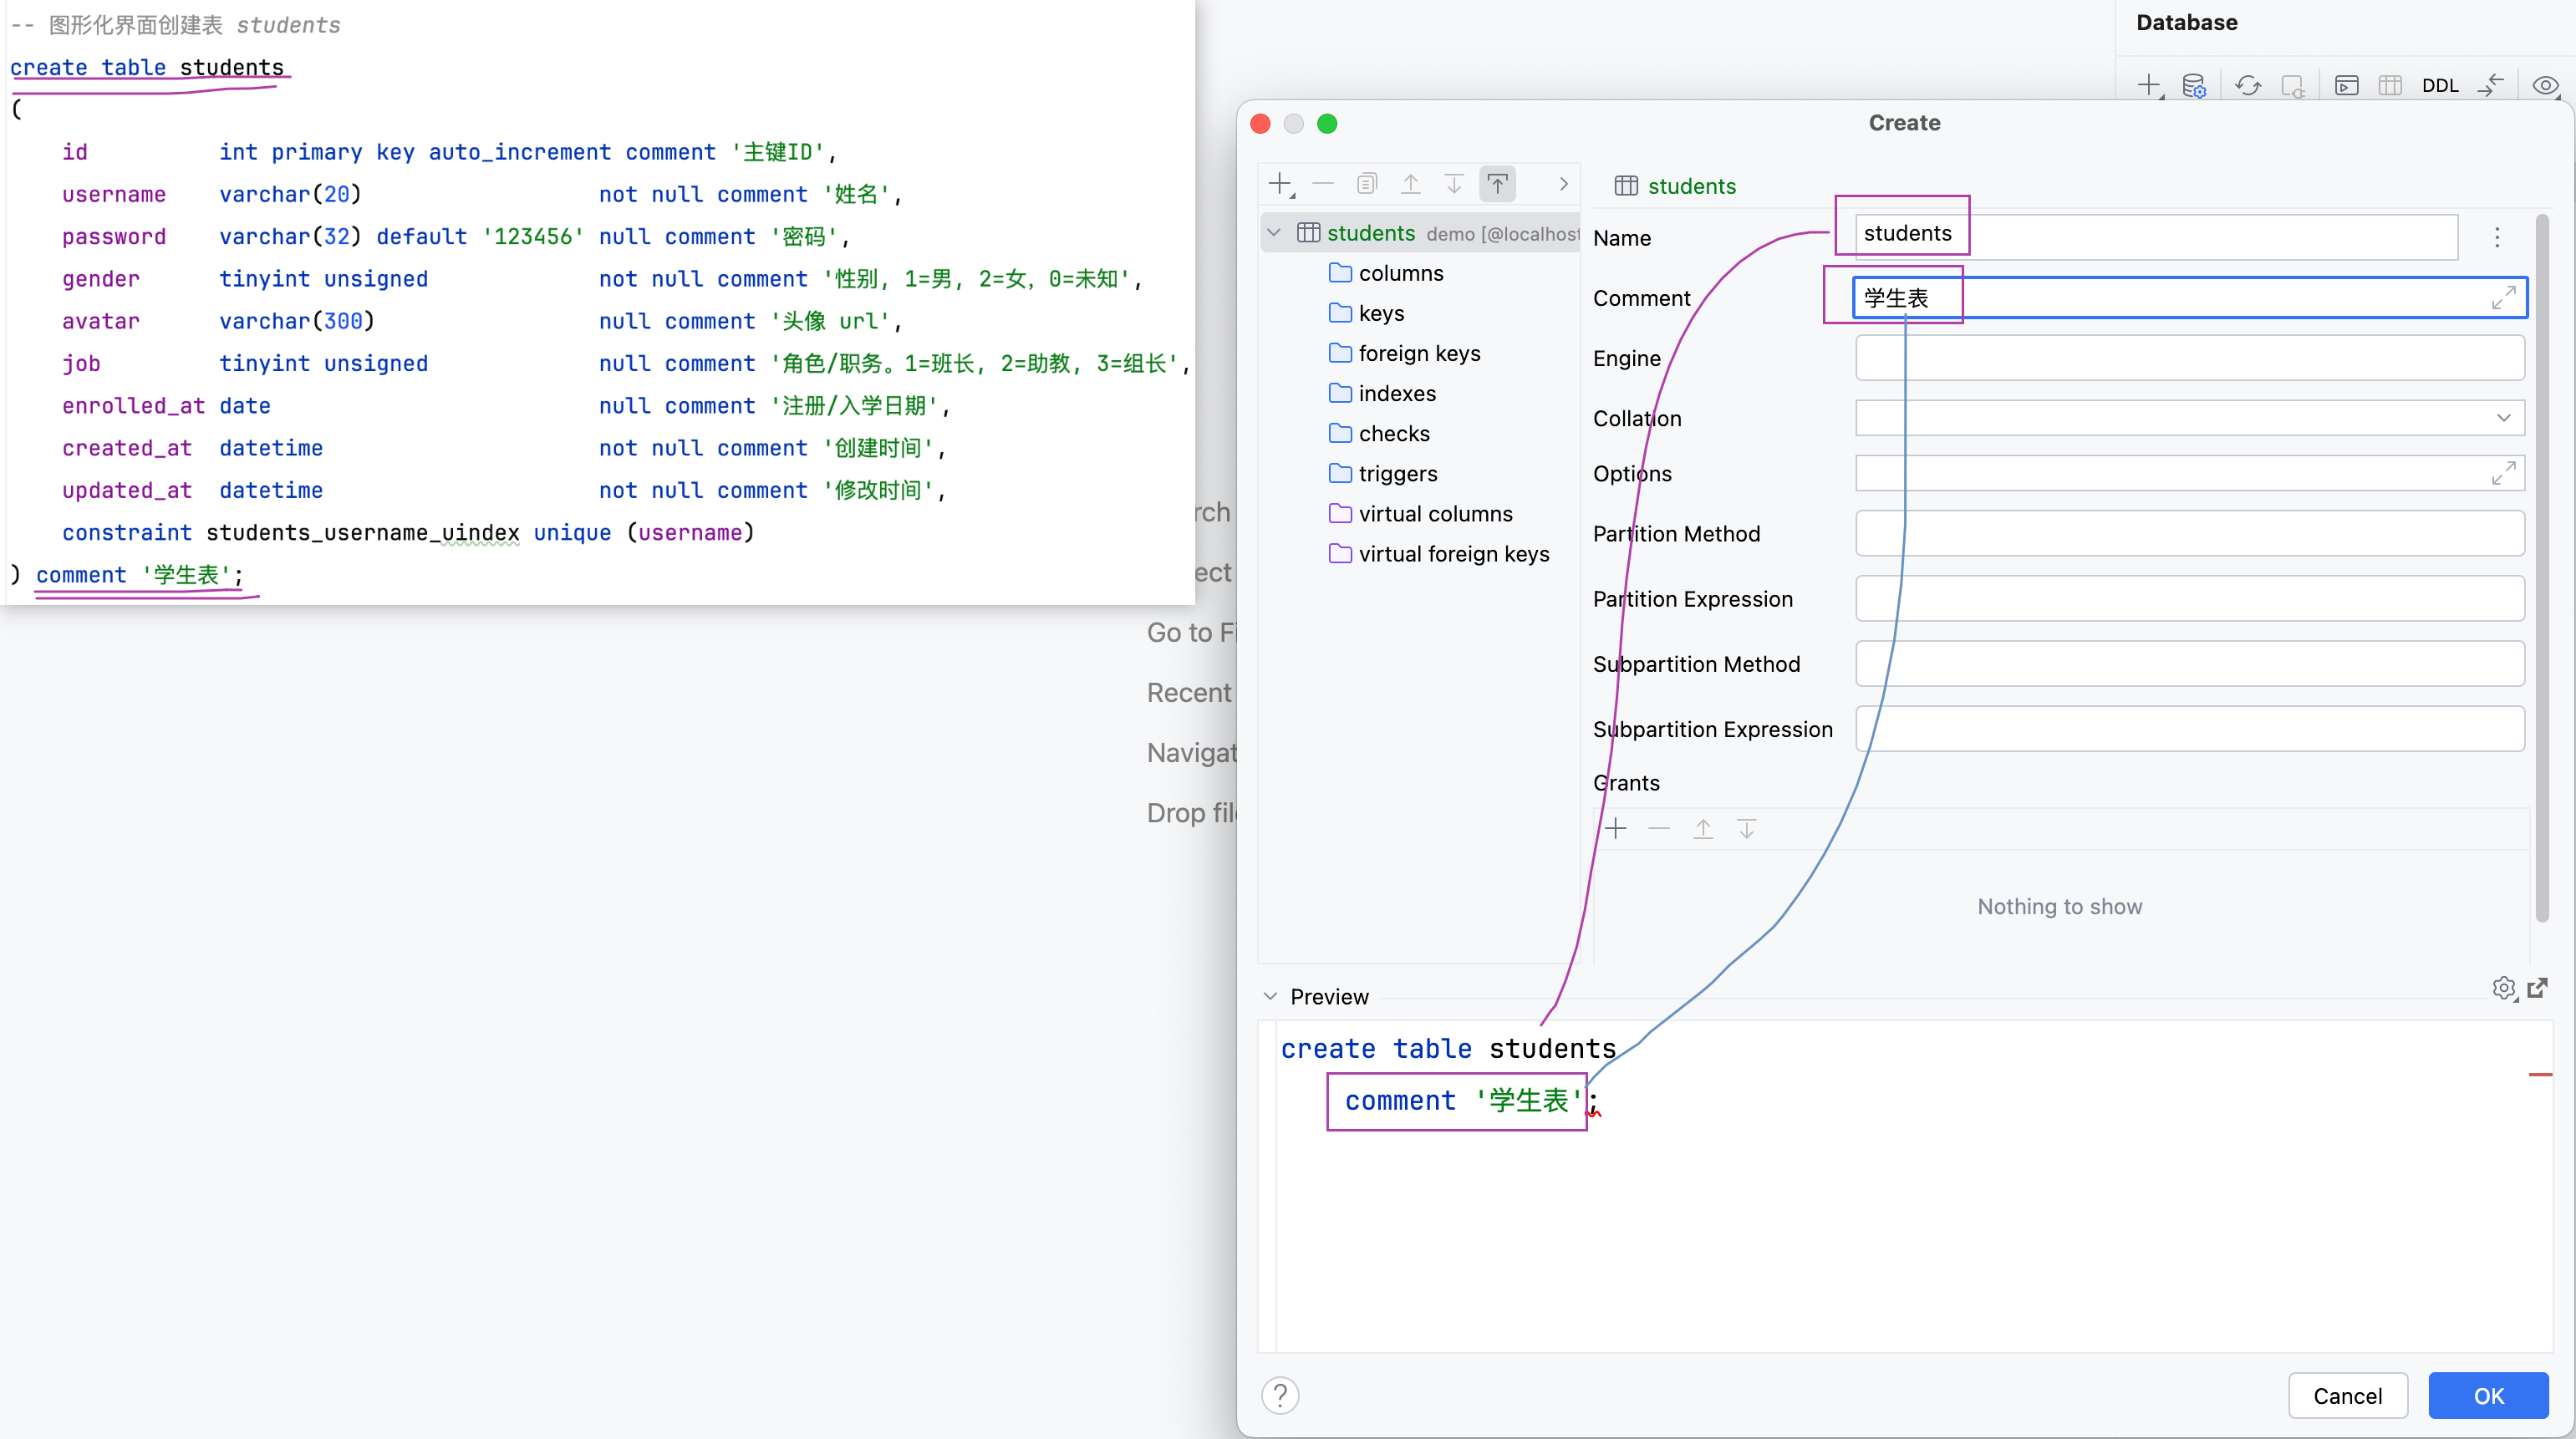 -- 图形化界面创建表 students
create table students
(
id int primary key auto_increment comment '主键ID',
username varchar(20) not null comment '姓名',
password varchar(32) default '123456' null comment '密码',
gender tinyint unsigned not null comment '性别, 1=男, 2=女, 0=未知',
avatar varchar(300) null comment '头像 url',
job tinyint unsigned null comment '角色/职务。1=班长, 2=助教, 3=组长',
enrolled_at date null comment '注册/入学日期',
created_at datetime not null comment '创建时间',
updated_at datetime not null comment '修改时间',
constraint students_username_uindex unique (username)
) comment '学生表';
Go to Fi
Recent
Navigat
Drop file
Database
DDL
Create
students demo [@localhost
columns
keys
foreign keys
indexes
checks
triggers
virtual columns
virtual foreign keys
students
Name students
Comment 学生表
Engine
Collation
Options
Partition Method
Partition Expression
Subpartition Method
Subpartition Expression
Grants
Nothing to show
Preview
create table students
comment '学生表';
?
Cancel
OK